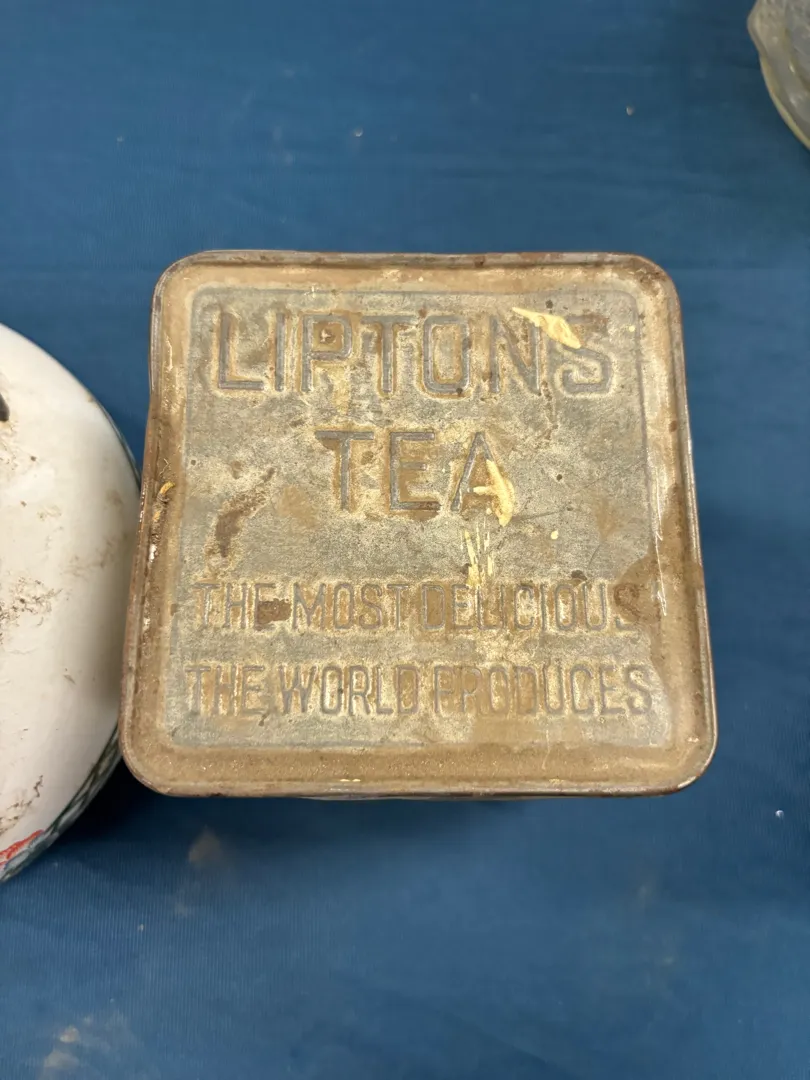 LIPTONS
TEA
THE MOST DELICIOUS
THE WORLD PRODUCES